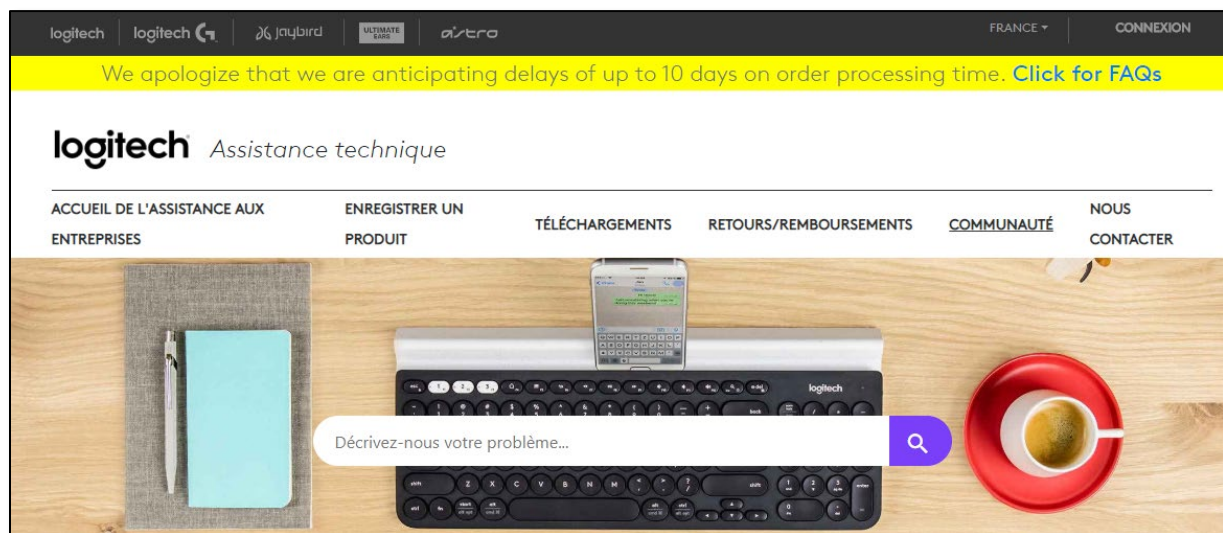 logitech
logitech G
jaybird
ULTIMATE
EARS
ASTRO
FRANCE
CONNEXION
We apologize that we are anticipating delays of up to 10 days on order processing time. Click for FAQs
logitech Assistance technique
ACCUEIL DE L'ASSISTANCE AUX
ENTREPRISES
ENREGISTRER UN
PRODUIT
TÉLÉCHARGEMENTS
RETOURS/REMBOURSEMENTS
COMMUNAUTÉ
NOUS
CONTACTER
logitech
Décrivez-nous votre problème...
shift Z X C V B N M shift